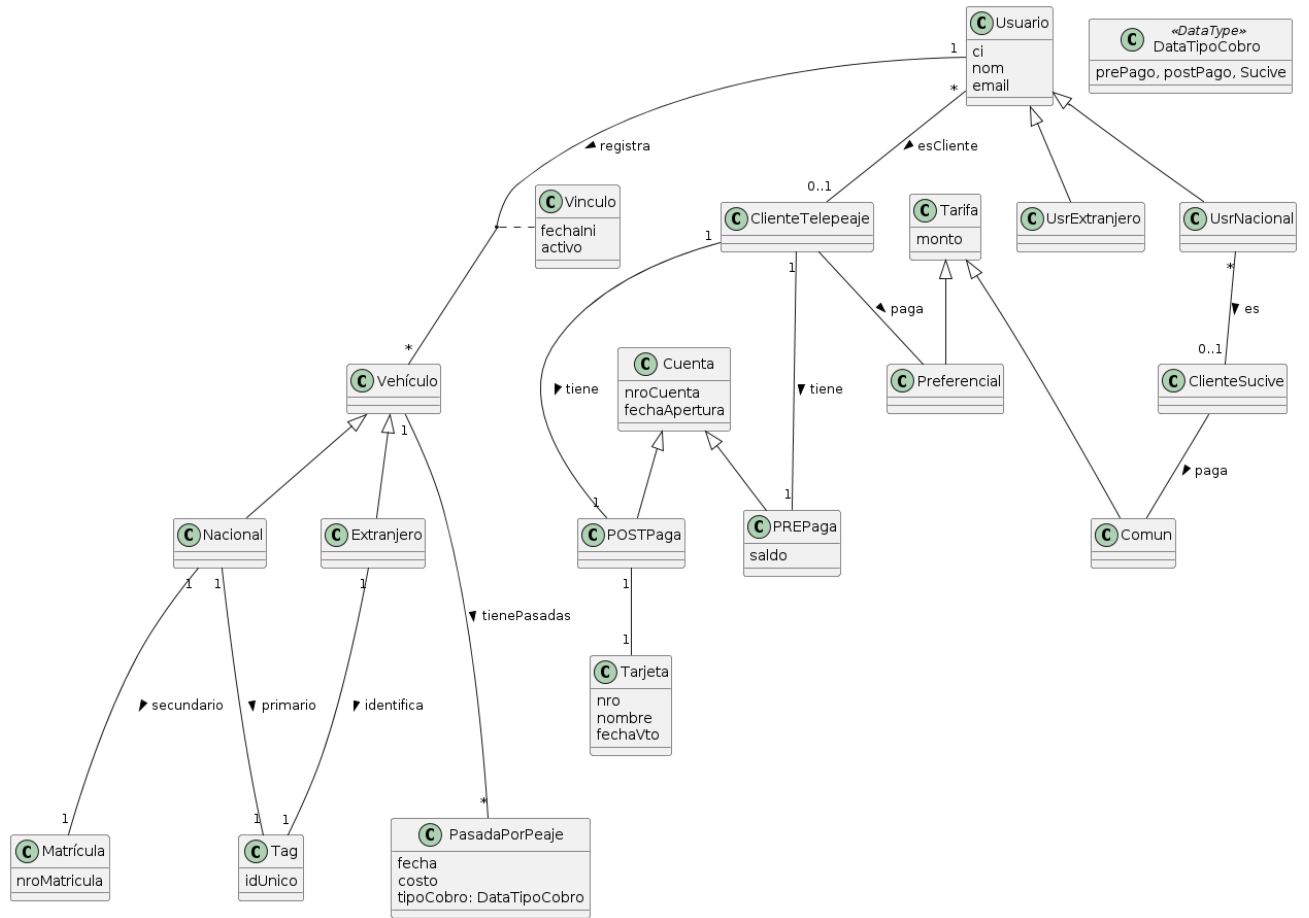 C Usuario
ci
nom
email
«DataType»
C DataTipoCobro
prePago, postPago, Sucive
1
*
registra
esCliente
0..1
C Vinculo
fechaIni
activo
C ClienteTelepeaje
C Tarifa
monto
C UsrExtranjero
C UsrNacional
1
1
*
paga
es
*
0..1
C Vehículo
C Cuenta
nroCuenta
fechaApertura
C Preferencial
C ClienteSucive
tiene
tiene
1
paga
1
1
C Nacional
C Extranjero
C POSTPaga
C PREPaga
saldo
C Comun
1
1
1
1
tienePasadas
1
C Tarjeta
nro
nombre
fechaVto
secundario
primario
identifica
1
1
1
*
C Matrícula
nroMatricula
C Tag
idUnico
C PasadaPorPeaje
fecha
costo
tipoCobro: DataTipoCobro